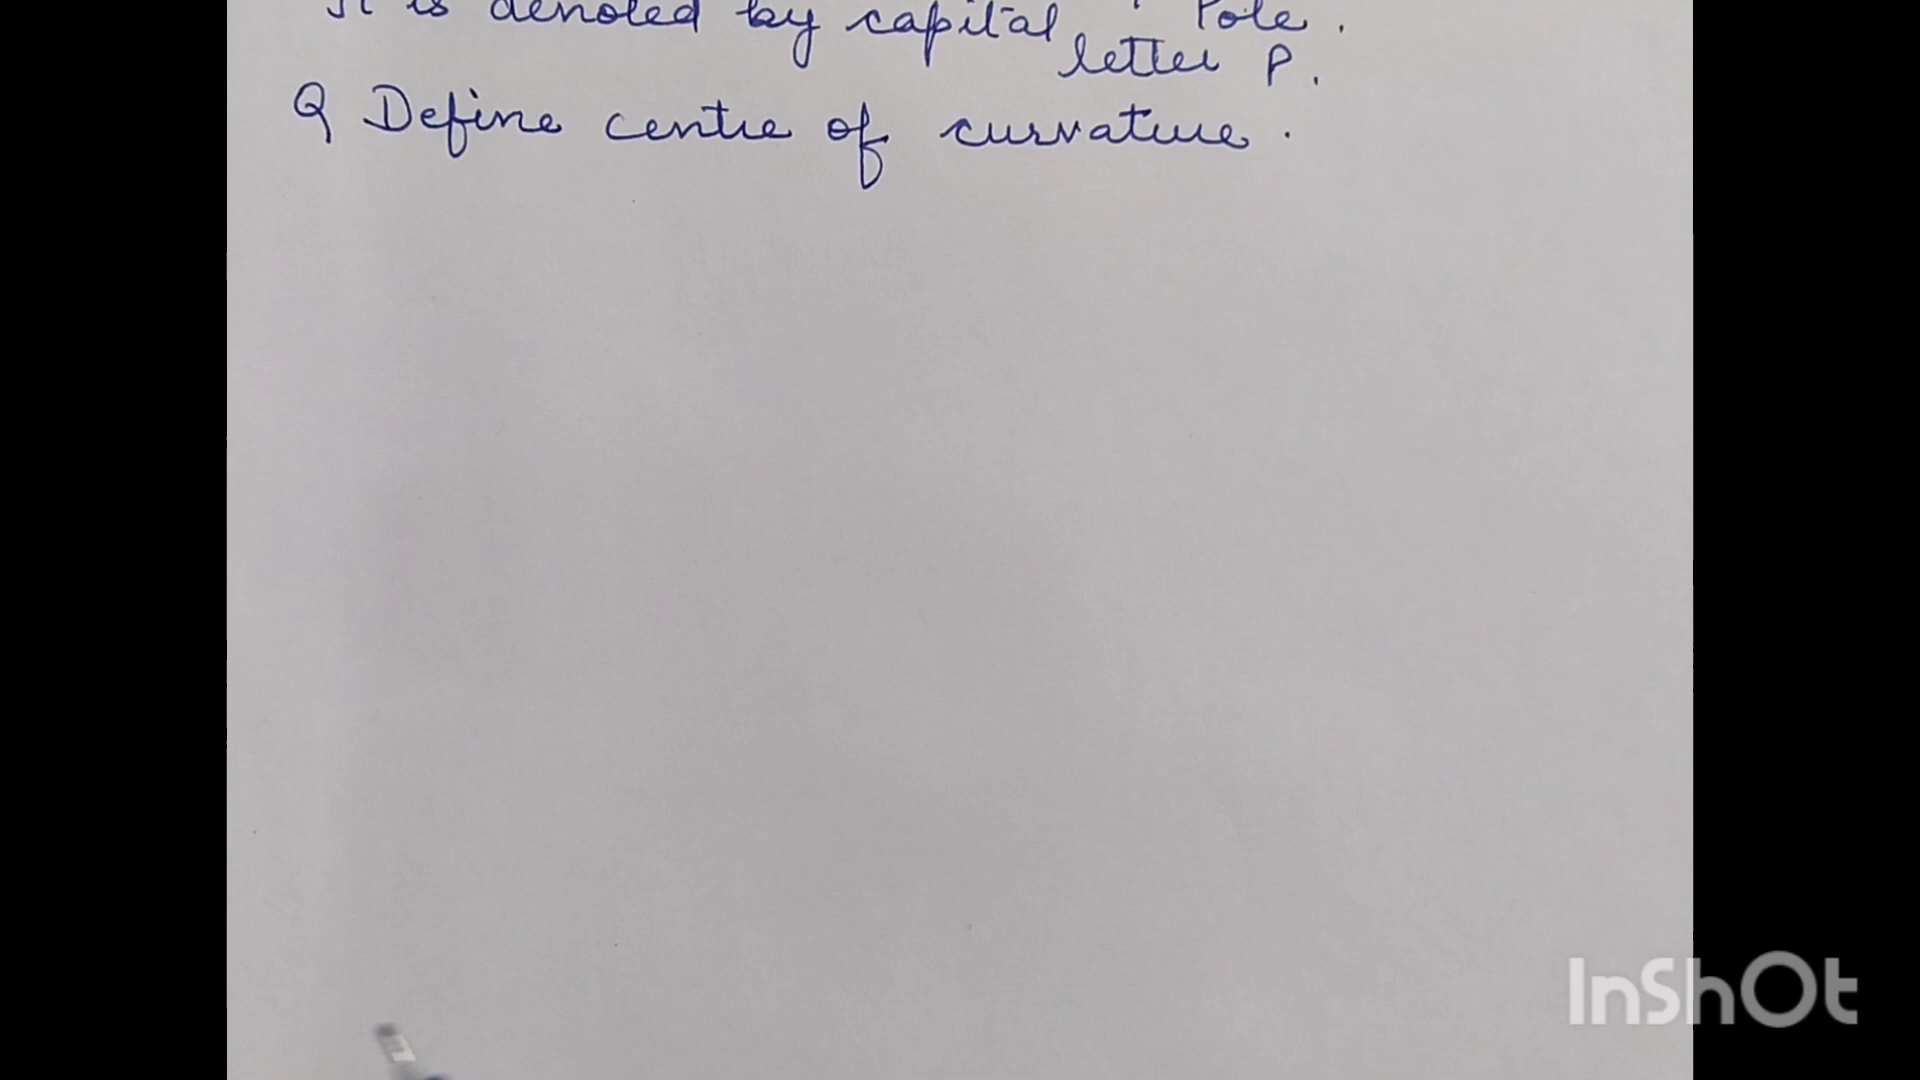 It is denoted by capital Pole.
letter P.
Q Define centre of curvature.
InShOt